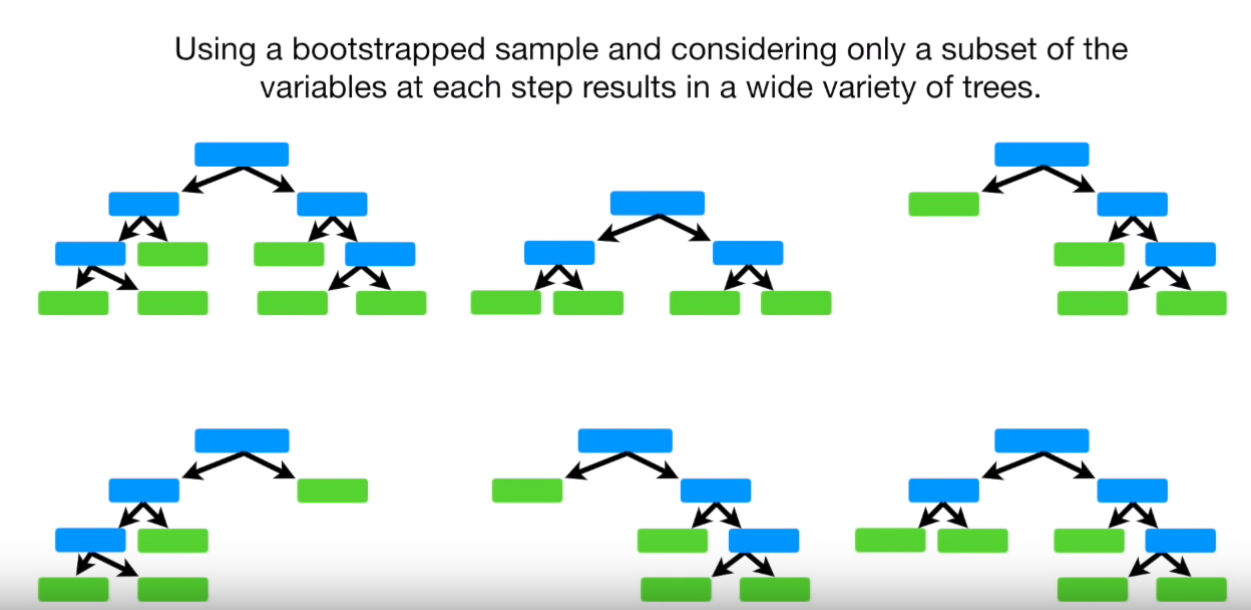 Using a bootstrapped sample and considering only a subset of the
variables at each step results in a wide variety of trees.